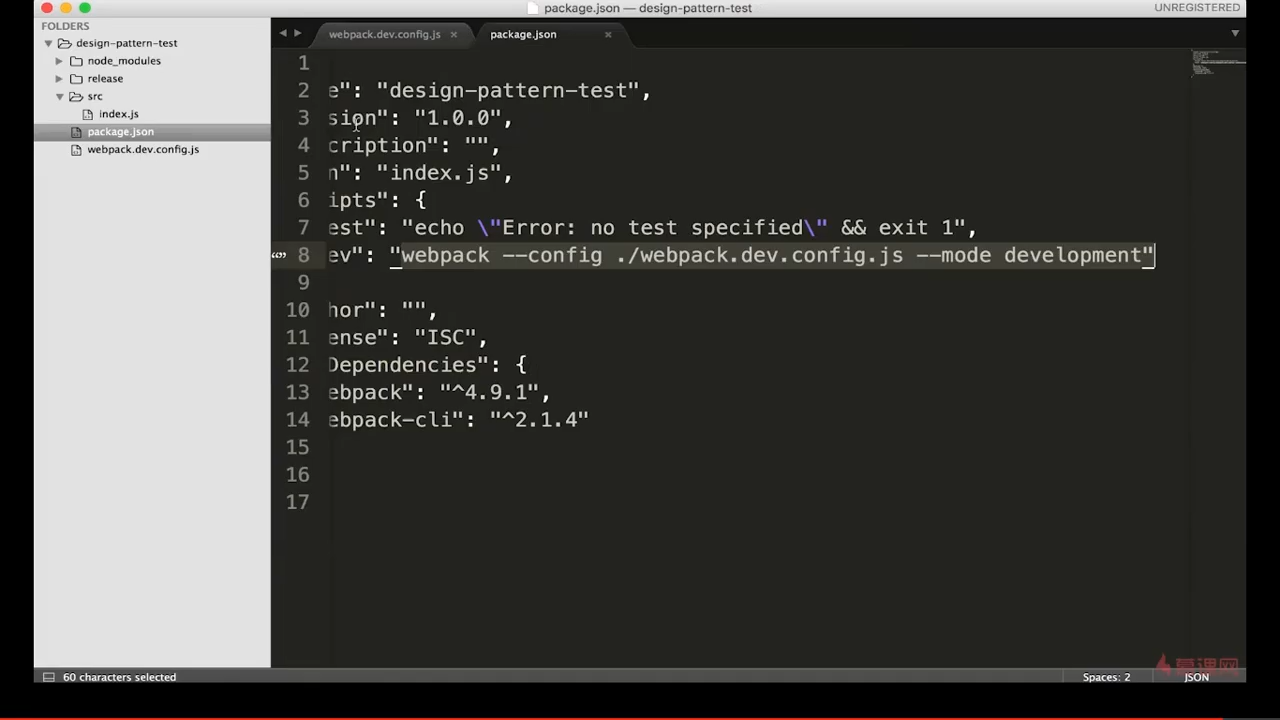 package.json — design-pattern-test
UNREGISTERED
FOLDERS
design-pattern-test
node_modules
release
src
index.js
package.json
webpack.dev.config.js
webpack.dev.config.js
package.json
1
2 e": "design-pattern-test",
3 sion": "1.0.0",
4 cription": "",
5 n": "index.js",
6 ipts": {
7 est": "echo \"Error: no test specified\" && exit 1",
8 ev": "webpack --config ./webpack.dev.config.js --mode development"
9
10 hor": "",
11 ense": "ISC",
12 Dependencies": {
13 ebpack": "^4.9.1",
14 ebpack-cli": "^2.1.4"
15
16
17
慕课网
60 characters selected
Spaces: 2
JSON